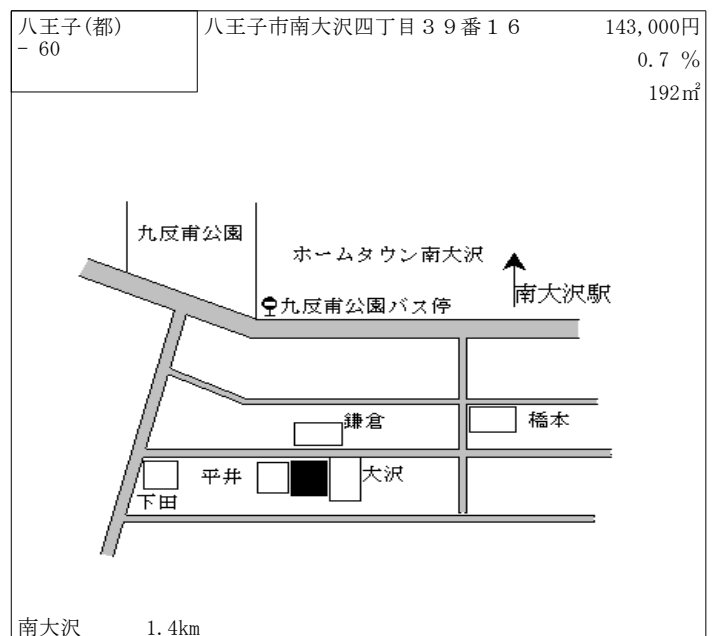 八王子(都)
- 60
八王子市南大沢四丁目３９番１６
143,000円
0.7 %
192㎡
九反甫公園
ホームタウン南大沢
南大沢駅
九反甫公園バス停
鎌倉
橋本
平井
大沢
下田
南大沢 1.4km